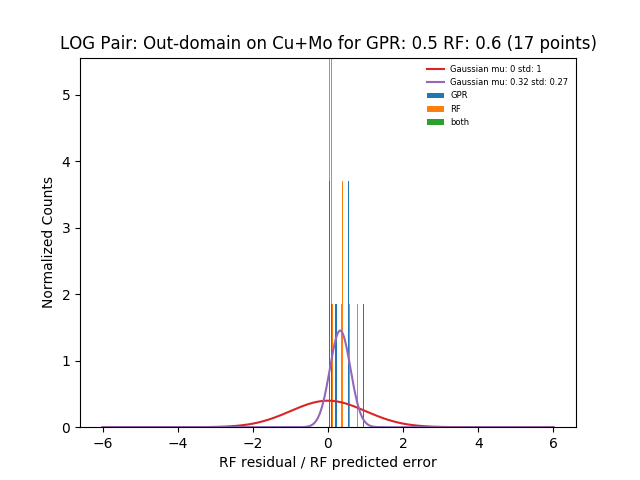 LOG Pair: Out-domain on Cu+Mo for GPR: 0.5 RF: 0.6 (17 points)
Gaussian mu: 0 std: 1
Gaussian mu: 0.32 std: 0.27
GPR
RF
both
Normalized Counts
5
4
3
2
1
0
−6
−4
−2
0
2
4
6
RF residual / RF predicted error